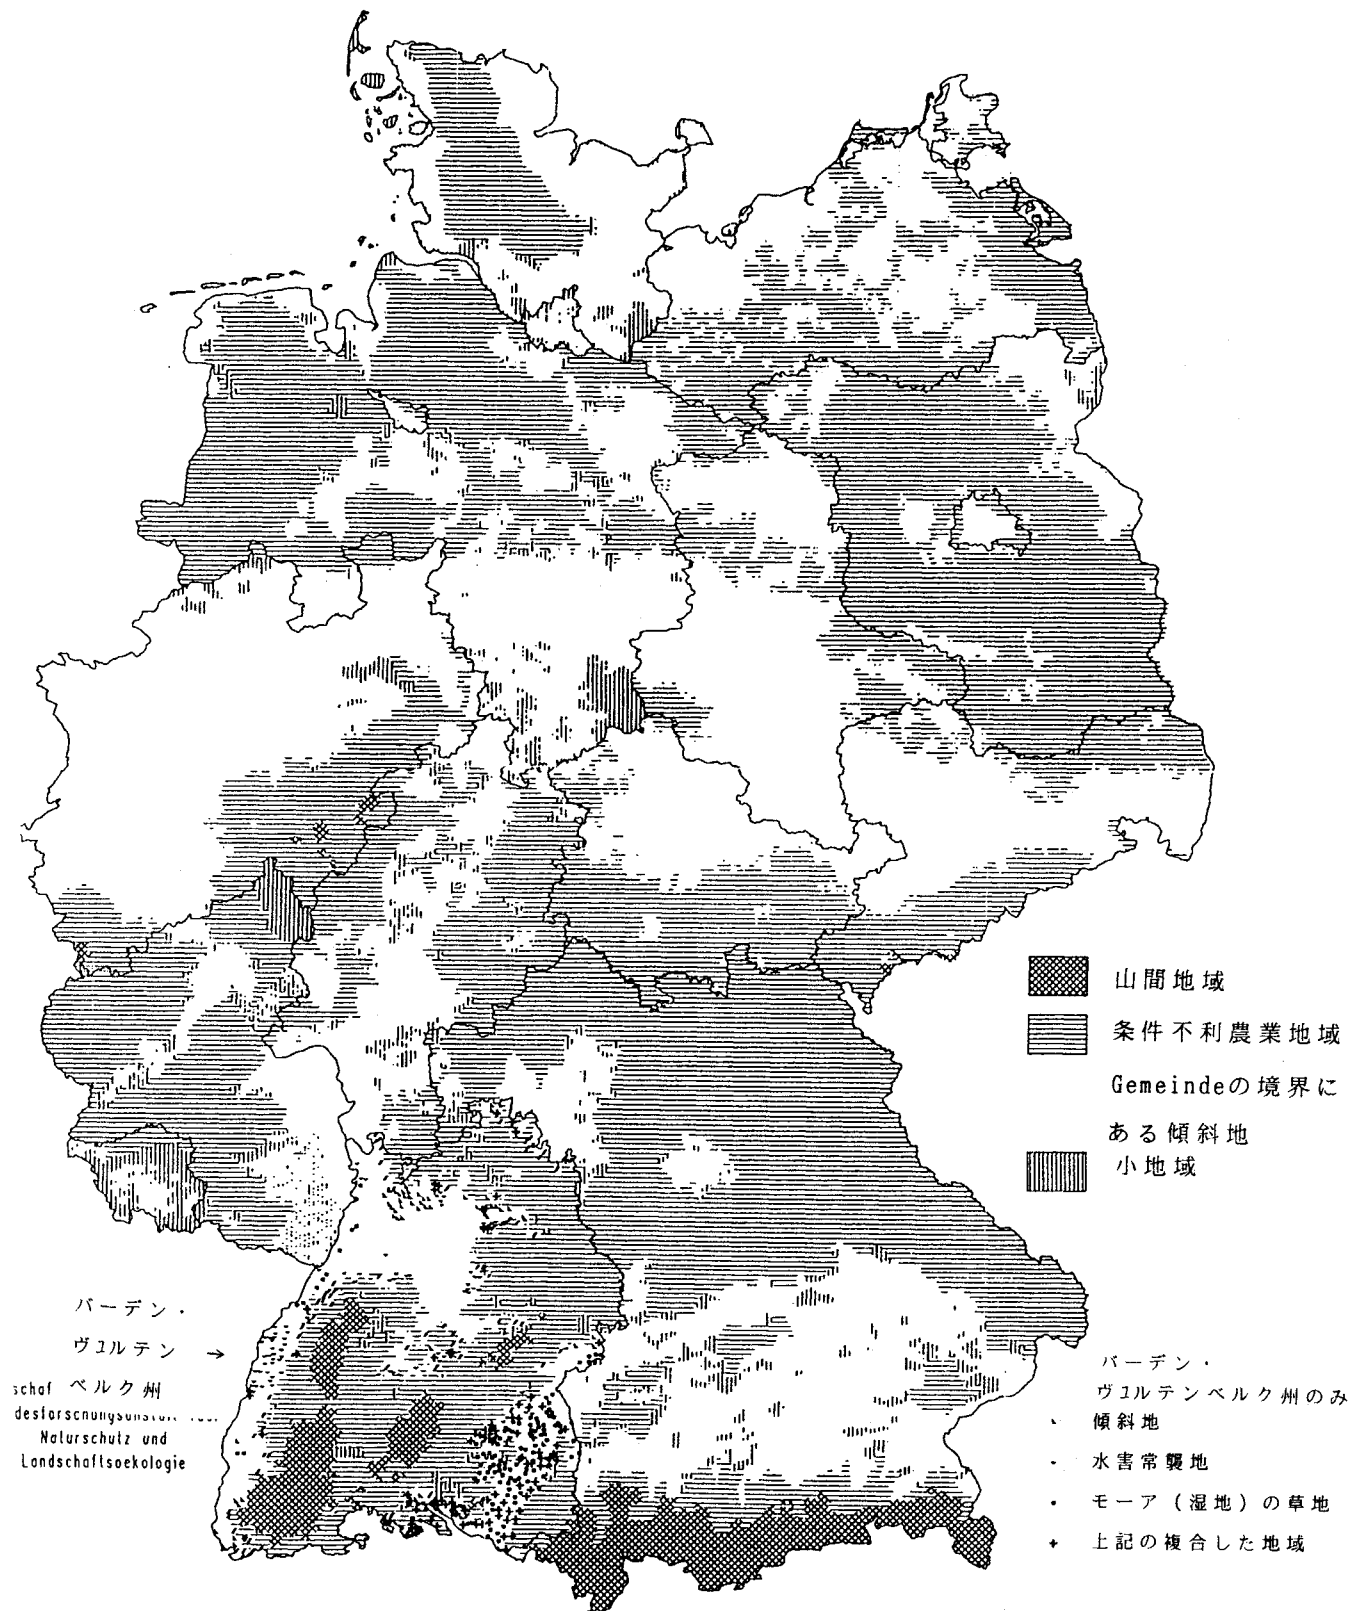 山間地域
条件不利農業地域
Gemeindeの境界に
ある傾斜地
小地域
バーデン・
ヴュルテン →
ベルク州
schaf
Naturschutz und
Landschaftsoekologie
バーデン・
ヴュルテンベルク州のみ
傾斜地
水害常襲地
モーア（湿地）の草地
+ 上記の複合した地域